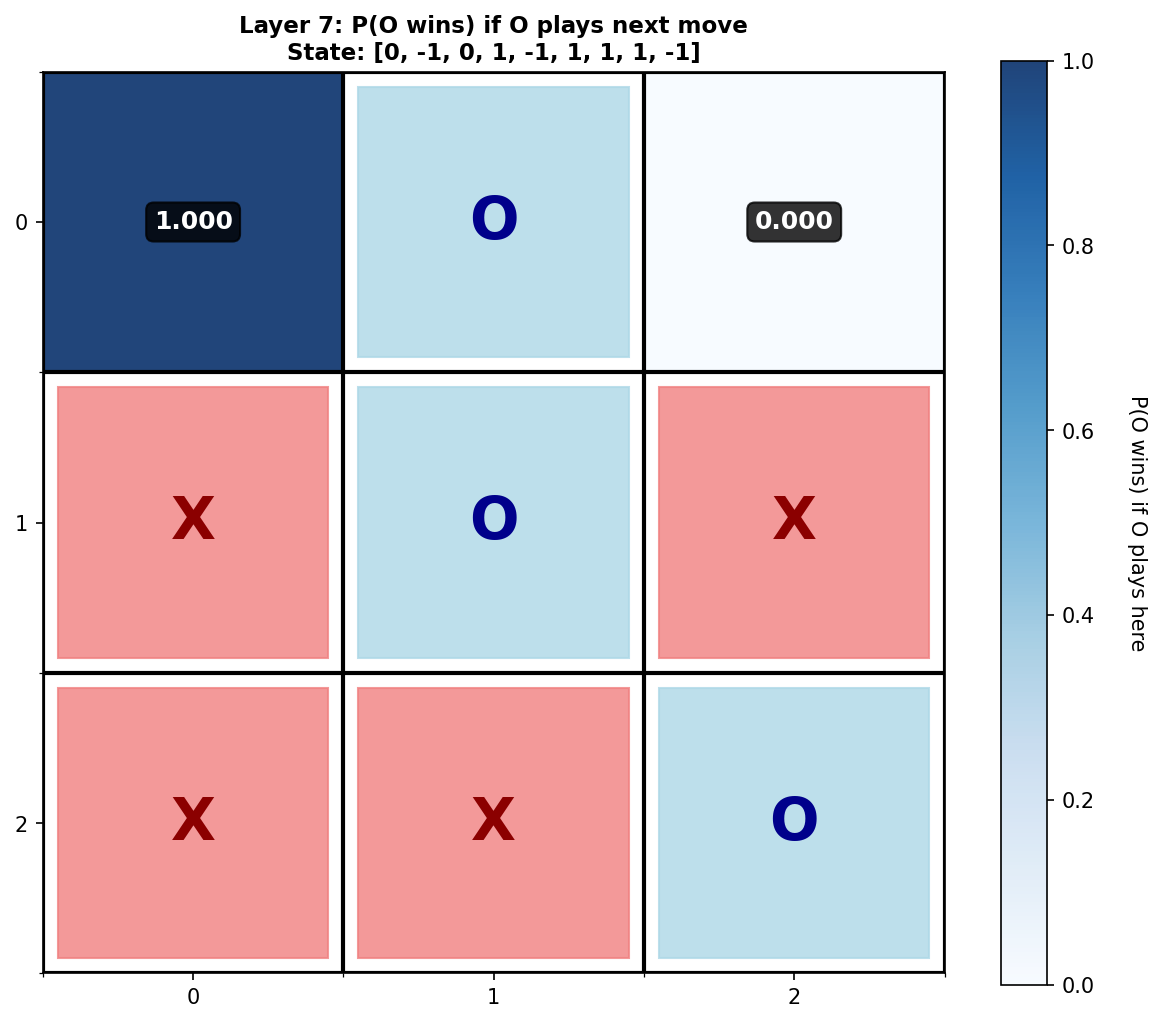 Layer 7: P(O wins) if O plays next move
State: [0, -1, 0, 1, -1, 1, 1, 1, -1]
0
1.000
O
0.000
1
X
O
X
2
X
X
O
0
1
2
1.0
0.8
0.6
0.4
0.2
0.0
P(O wins) if O plays here